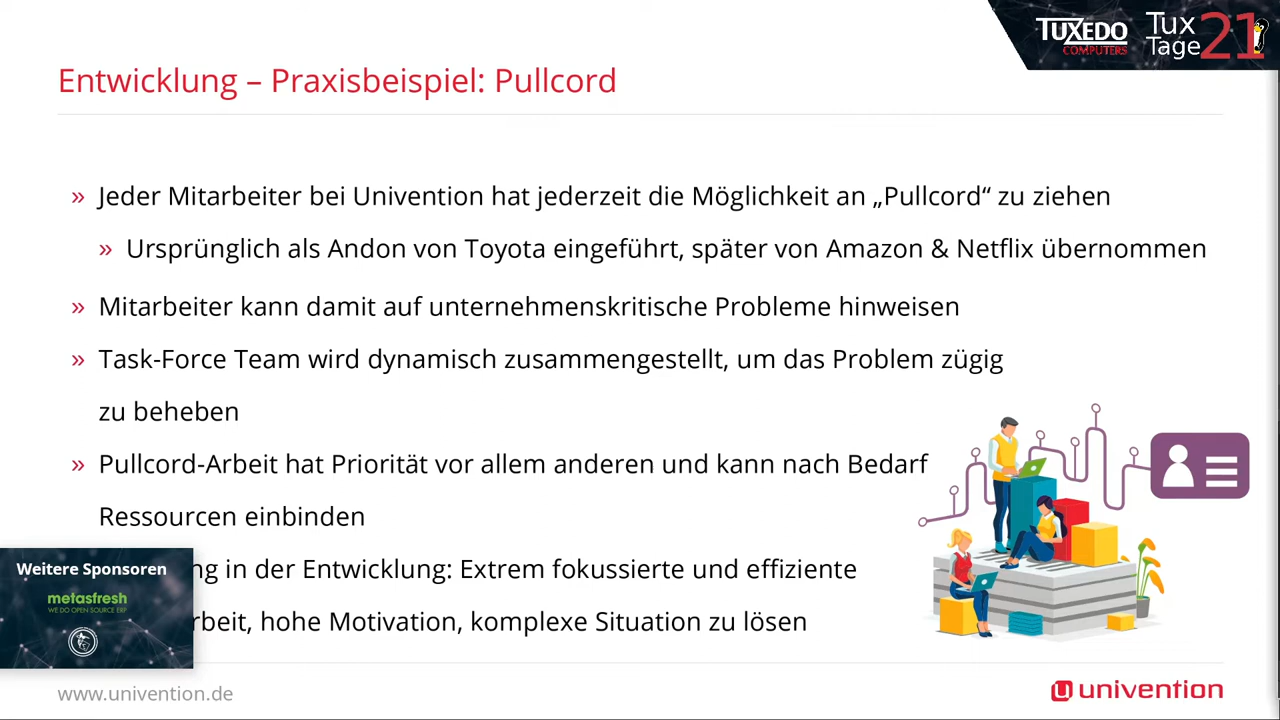 TUXEDO
COMPUTERS
Tux
Tage
21
Entwicklung – Praxisbeispiel: Pullcord
» Jeder Mitarbeiter bei Univention hat jederzeit die Möglichkeit an „Pullcord“ zu ziehen
» Ursprünglich als Andon von Toyota eingeführt, später von Amazon & Netflix übernommen
» Mitarbeiter kann damit auf unternehmenskritische Probleme hinweisen
» Task-Force Team wird dynamisch zusammengestellt, um das Problem zügig
zu beheben
» Pullcord-Arbeit hat Priorität vor allem anderen und kann nach Bedarf
Ressourcen einbinden
in der Entwicklung: Extrem fokussierte und effiziente
hohe Motivation, komplexe Situation zu lösen
Weitere Sponsoren
metasfresh
WE DO OPEN SOURCE ERP
www.univention.de
univention